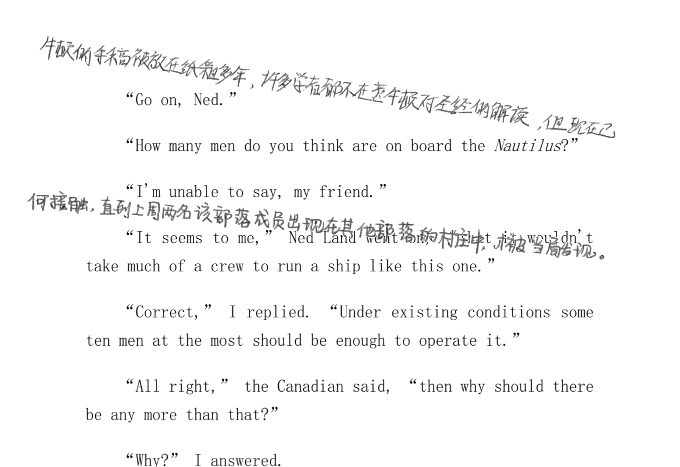 牛顿的手稿被放在纸箱多年，许多学者都不在意牛顿对圣经的解读，但现在已
“Go on, Ned.”
“How many men do you think are on board the Nautilus?”
“I'm unable to say, my friend.”
何接触，直到上周两名该部落成员出现在其他部落的村庄中，才被当局发现。
“It seems to me,” Ned Land went on, “that it wouldn't
take much of a crew to run a ship like this one.”
“Correct,” I replied. “Under existing conditions some
ten men at the most should be enough to operate it.”
“All right,” the Canadian said, “then why should there
be any more than that?”
“Why?” I answered.